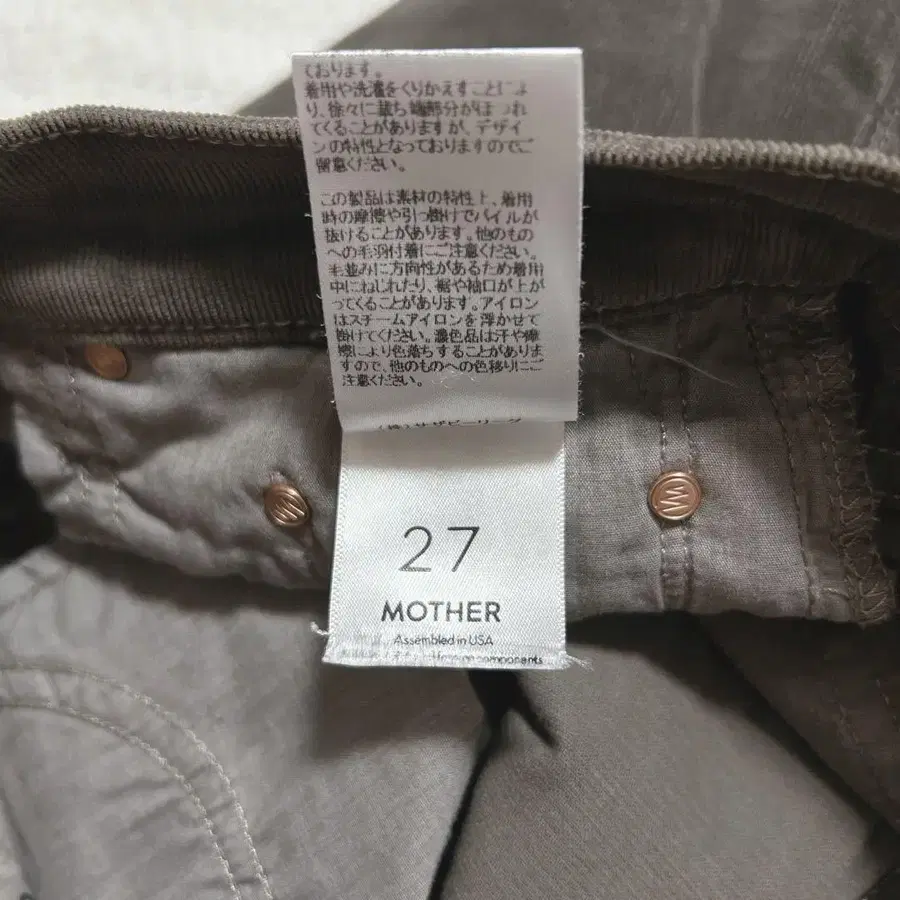 ております。
着用や洗濯をくりかえすことによ
り、徐々に裁ち端部分がほつれ
てくることがありますが、デザイ
ンの特性となっておりますのでご
留意ください。
この製品は素材の特性上、着用
時の摩擦や引っ掛けでパイルが
抜けることがあります。他のもの
への毛羽付着にご注意ください。
毛並みに方向性があるため着用
中にねじれたり、裾や袖口が上が
ってくることがあります。アイロン
はスチームアイロンを浮かせて
掛けてください。濃色品は汗や摩
擦により色落ちすることがありま
すので、他のものへの色移りにご
注意ください。
27
MOTHER
Assembled in USA
components